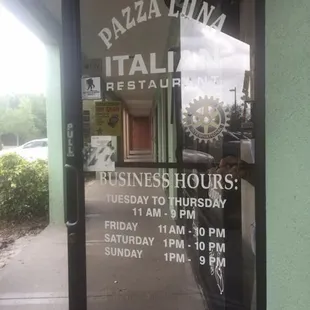 PAZZA LUNA
ITALIAN
RESTAURANT
PULL
BUSINESS HOURS:
TUESDAY TO THURSDAY
11 AM - 9 PM
FRIDAY 11 AM - 10 PM
SATURDAY 1PM - 10 PM
SUNDAY 1PM - 9 PM